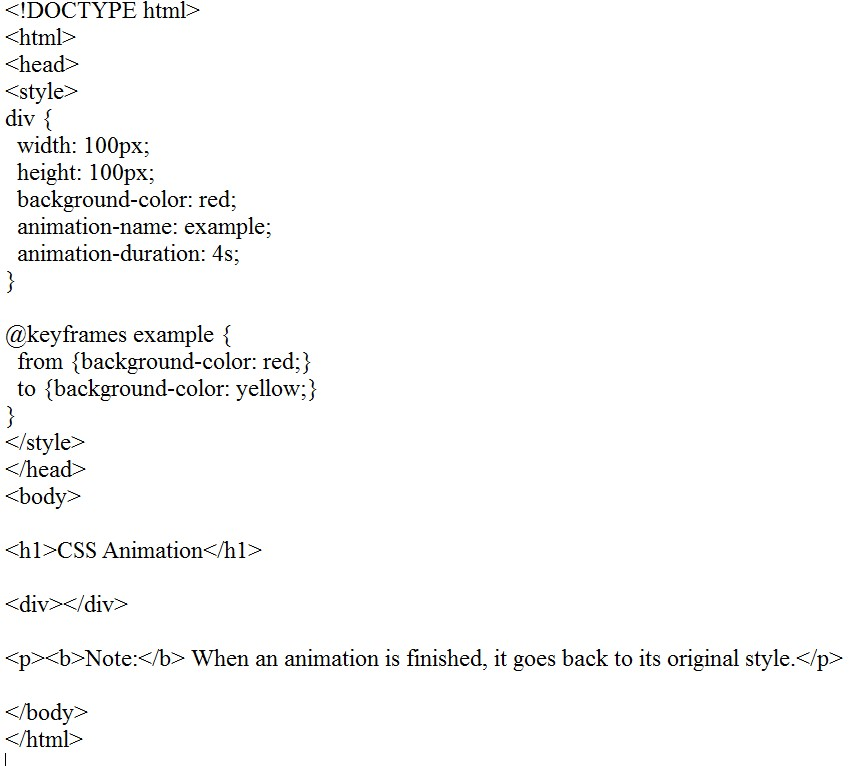 <!DOCTYPE html>
<html>
<head>
<style>
div {
  width: 100px;
  height: 100px;
  background-color: red;
  animation-name: example;
  animation-duration: 4s;
}

@keyframes example {
  from {background-color: red;}
  to {background-color: yellow;}
}
</style>
</head>
<body>

<h1>CSS Animation</h1>

<div></div>

<p><b>Note:</b> When an animation is finished, it goes back to its original style.</p>

</body>
</html>